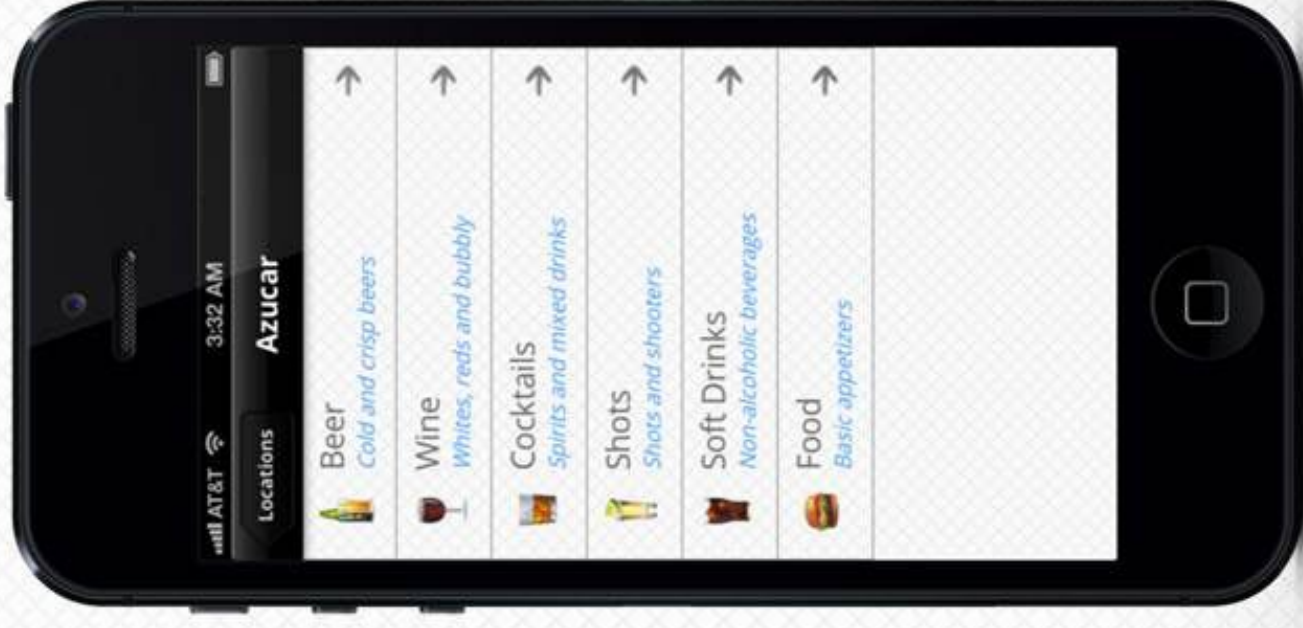 AT&T 3:32 AM
Locations Azucar
Beer
Cold and crisp beers
Wine
Whites, reds and bubbly
Cocktails
Spirits and mixed drinks
Shots
Shots and shooters
Soft Drinks
Non-alcoholic beverages
Food
Basic appetizers